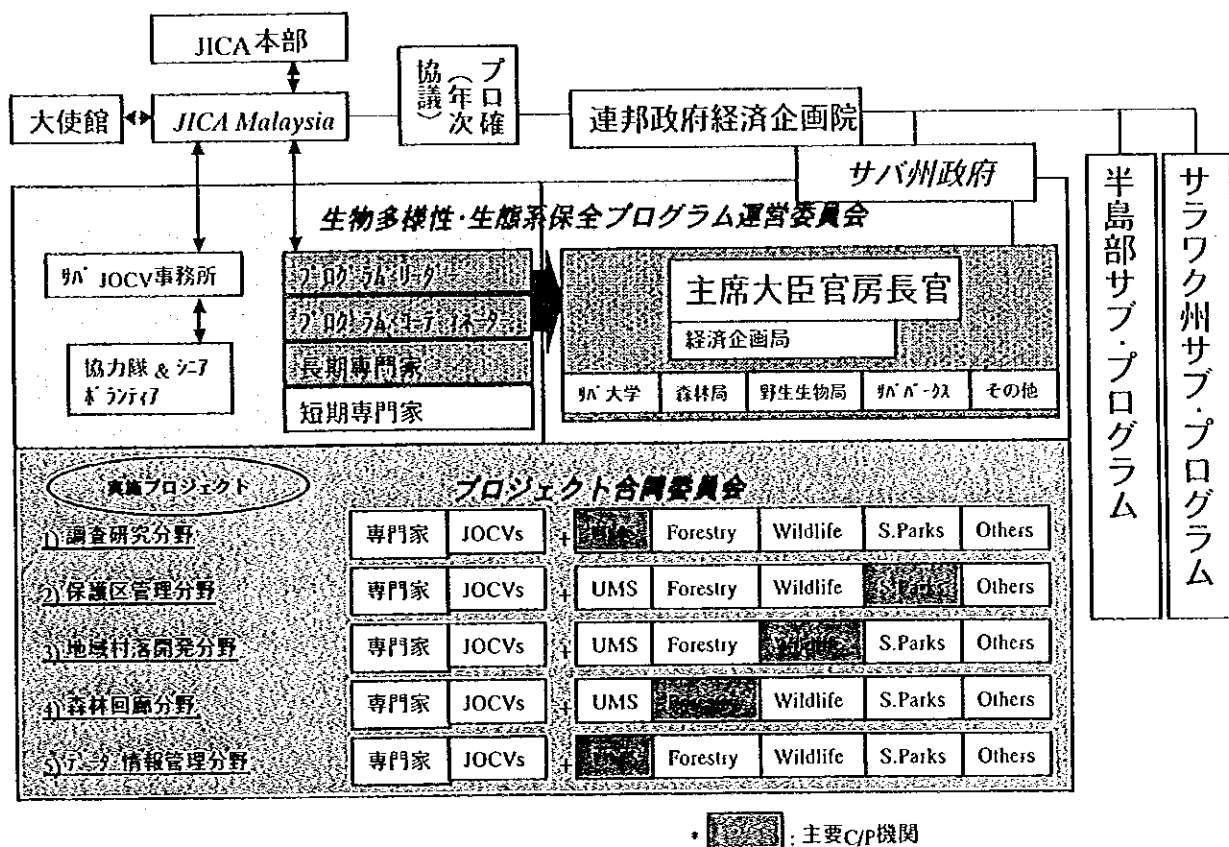 JICA本部
大使館
JICA Malaysia
プロ確
(年次
協議)
連邦政府経済企画院
サバ州政府
半島部サブ・プログラム
サラワク州サブ・プログラム
生物多様性・生態系保全プログラム運営委員会
ｻﾊﾞ JOCV事務所
協力隊 & ｼﾆｱ
ﾎﾞﾗﾝﾃｨｱ
ﾌﾟﾛｸﾞﾗﾑ･ﾘｰﾀﾞ
ﾌﾟﾛｸﾞﾗﾑ･ｺｰﾃﾞｨﾈｰﾀ
長期専門家
短期専門家
主席大臣官房長官
経済企画局
ｻﾊﾞ大学 森林局 野生生物局 ｻﾊﾞﾊﾟｰｸｽ その他
実施プロジェクト
プロジェクト合同委員会
1) 調査研究分野 専門家 JOCVs + Forestry Wildlife S.Parks Others
2) 保護区管理分野 専門家 JOCVs + UMS Forestry Wildlife S.Parks Others
3) 地域村落開発分野 専門家 JOCVs + UMS Forestry Wildlife S.Parks Others
4) 森林回廊分野 専門家 JOCVs + UMS Wildlife S.Parks Others
5) ﾃﾞｰﾀ 情報管理分野 専門家 JOCVs + Forestry Wildlife S.Parks Others
* : 主要C/P機関